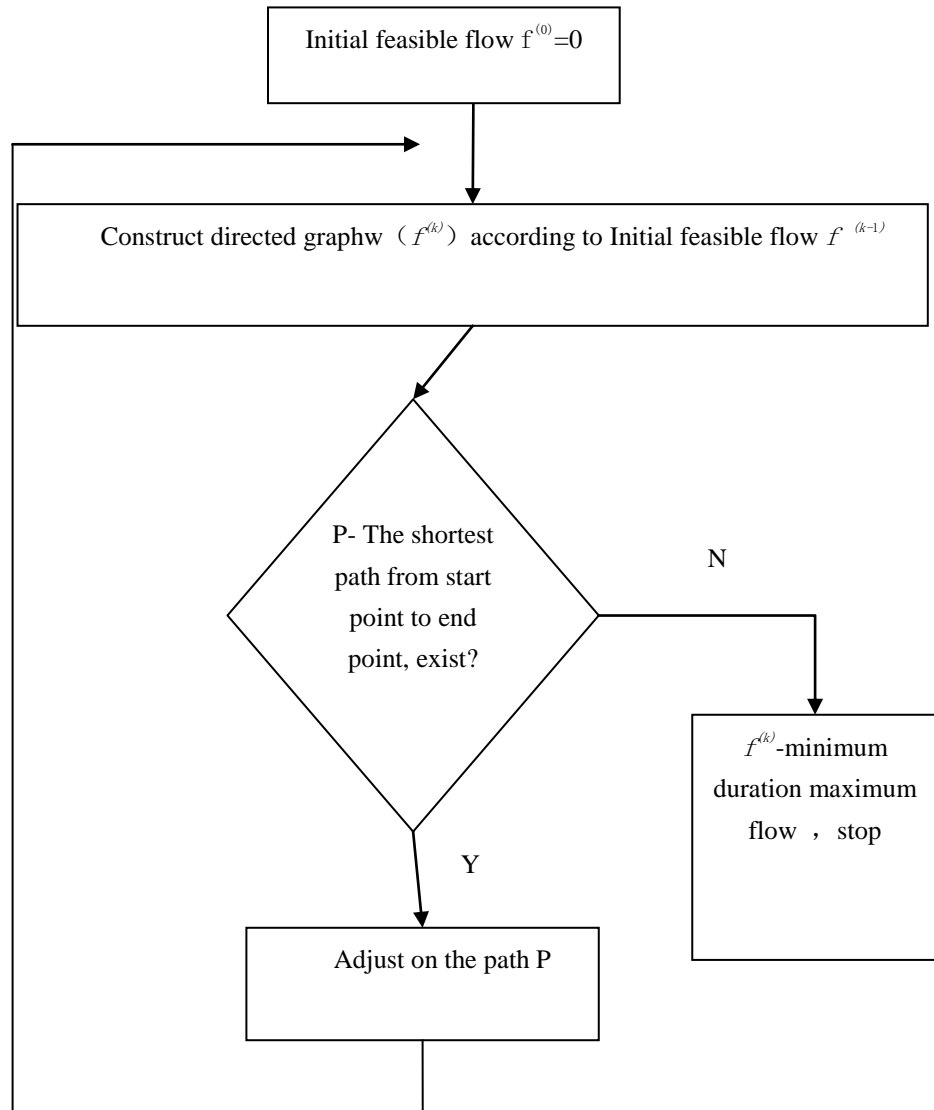 Initial feasible flow f⁽⁰⁾=0
Construct directed graphw（f⁽ᵏ⁾）according to Initial feasible flow f ⁽ᵏ⁻¹⁾
P- The shortest
path from start
point to end
point, exist?
N
f⁽ᵏ⁾-minimum
duration maximum
flow ，stop
Y
Adjust on the path P